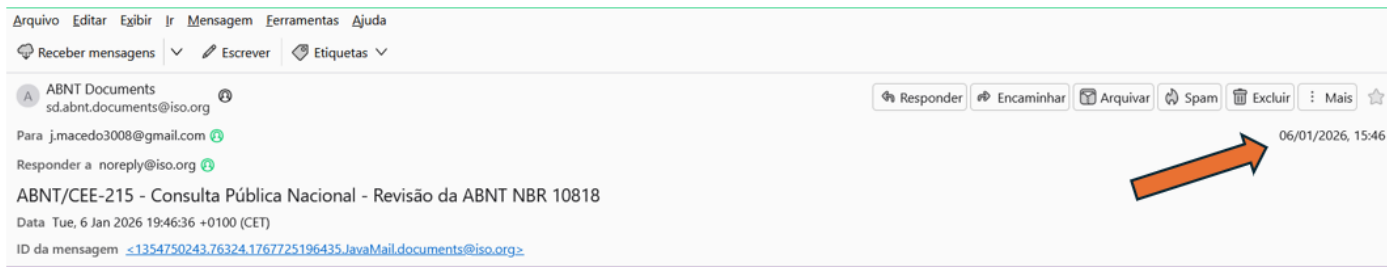 Arquivo Editar Exibir Ir Mensagem Ferramentas Ajuda
Receber mensagens Escrever Etiquetas
A ABNT Documents
sd.abnt.documents@iso.org
Responder Encaminhar Arquivar Spam Excluir Mais
Para j.macedo3008@gmail.com
06/01/2026, 15:46
Responder a noreply@iso.org
ABNT/CEE-215 - Consulta Pública Nacional - Revisão da ABNT NBR 10818
Data Tue, 6 Jan 2026 19:46:36 +0100 (CET)
ID da mensagem <1354750243.76324.1767725196435.JavaMail.documents@iso.org>